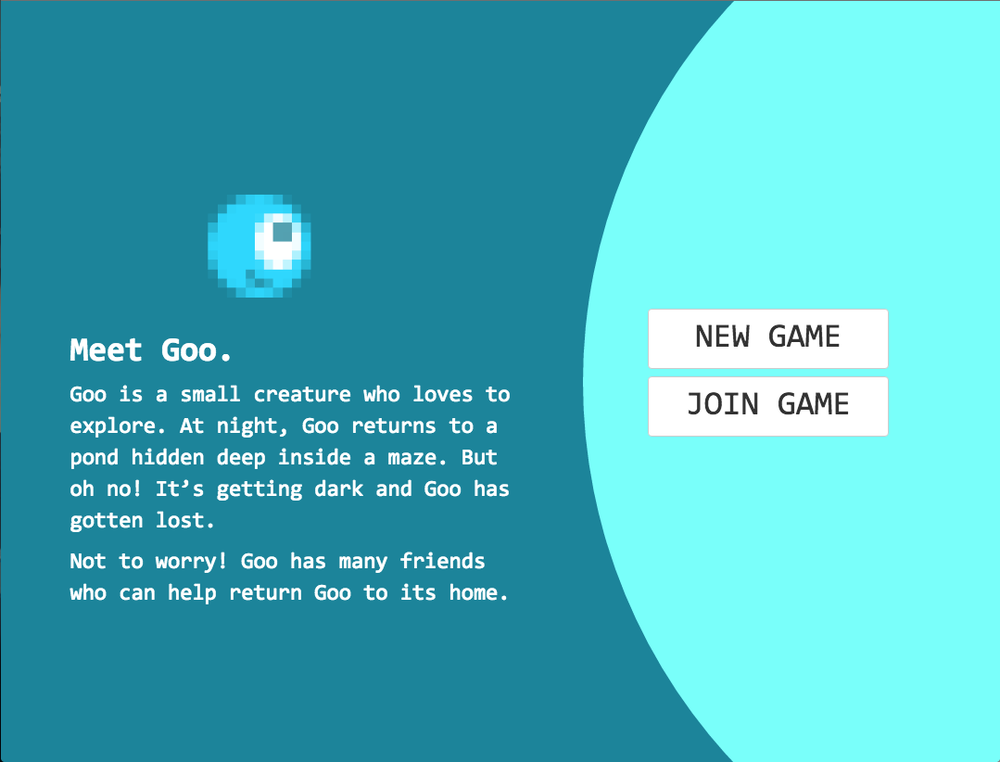 Meet Goo.
Goo is a small creature who loves to
explore. At night, Goo returns to a
pond hidden deep inside a maze. But
oh no! It’s getting dark and Goo has
gotten lost.
Not to worry! Goo has many friends
who can help return Goo to its home.
NEW GAME
JOIN GAME